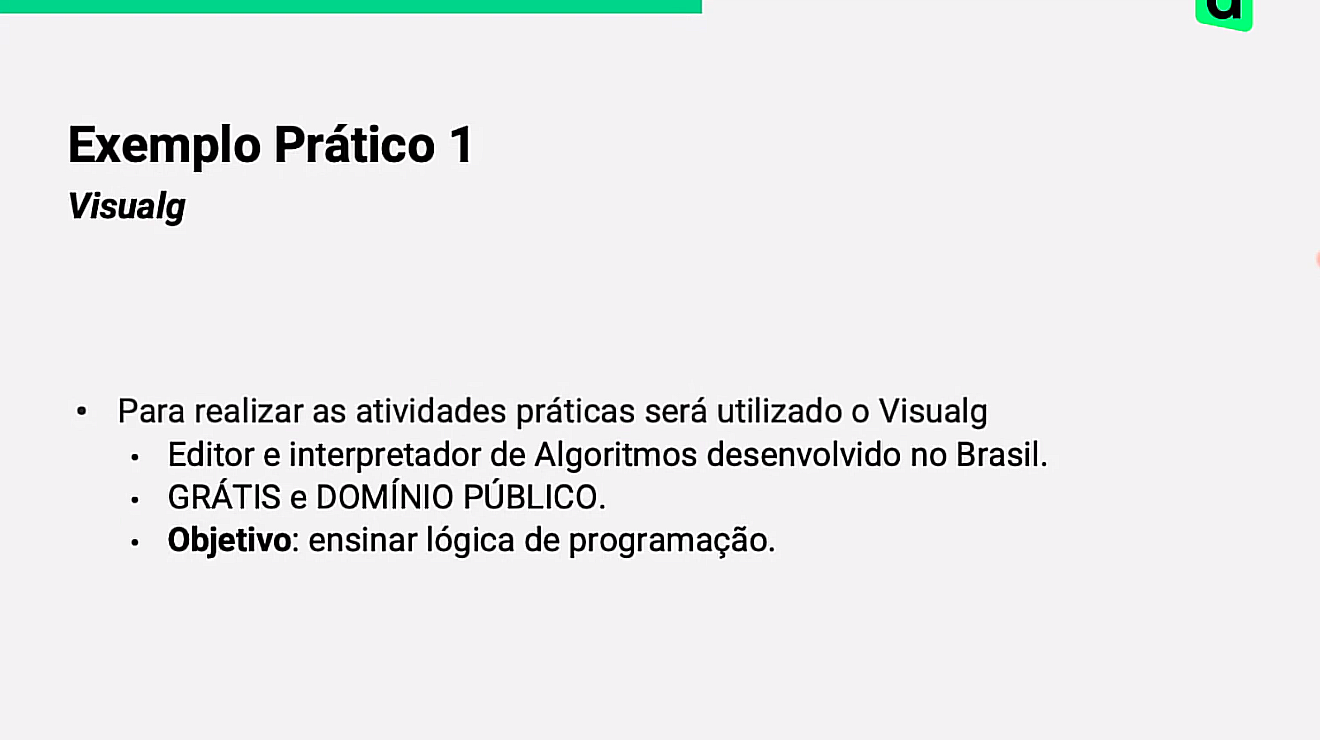 Exemplo Prático 1
Visualg
• Para realizar as atividades práticas será utilizado o Visualg
• Editor e interpretador de Algoritmos desenvolvido no Brasil.
• GRÁTIS e DOMÍNIO PÚBLICO.
• Objetivo: ensinar lógica de programação.